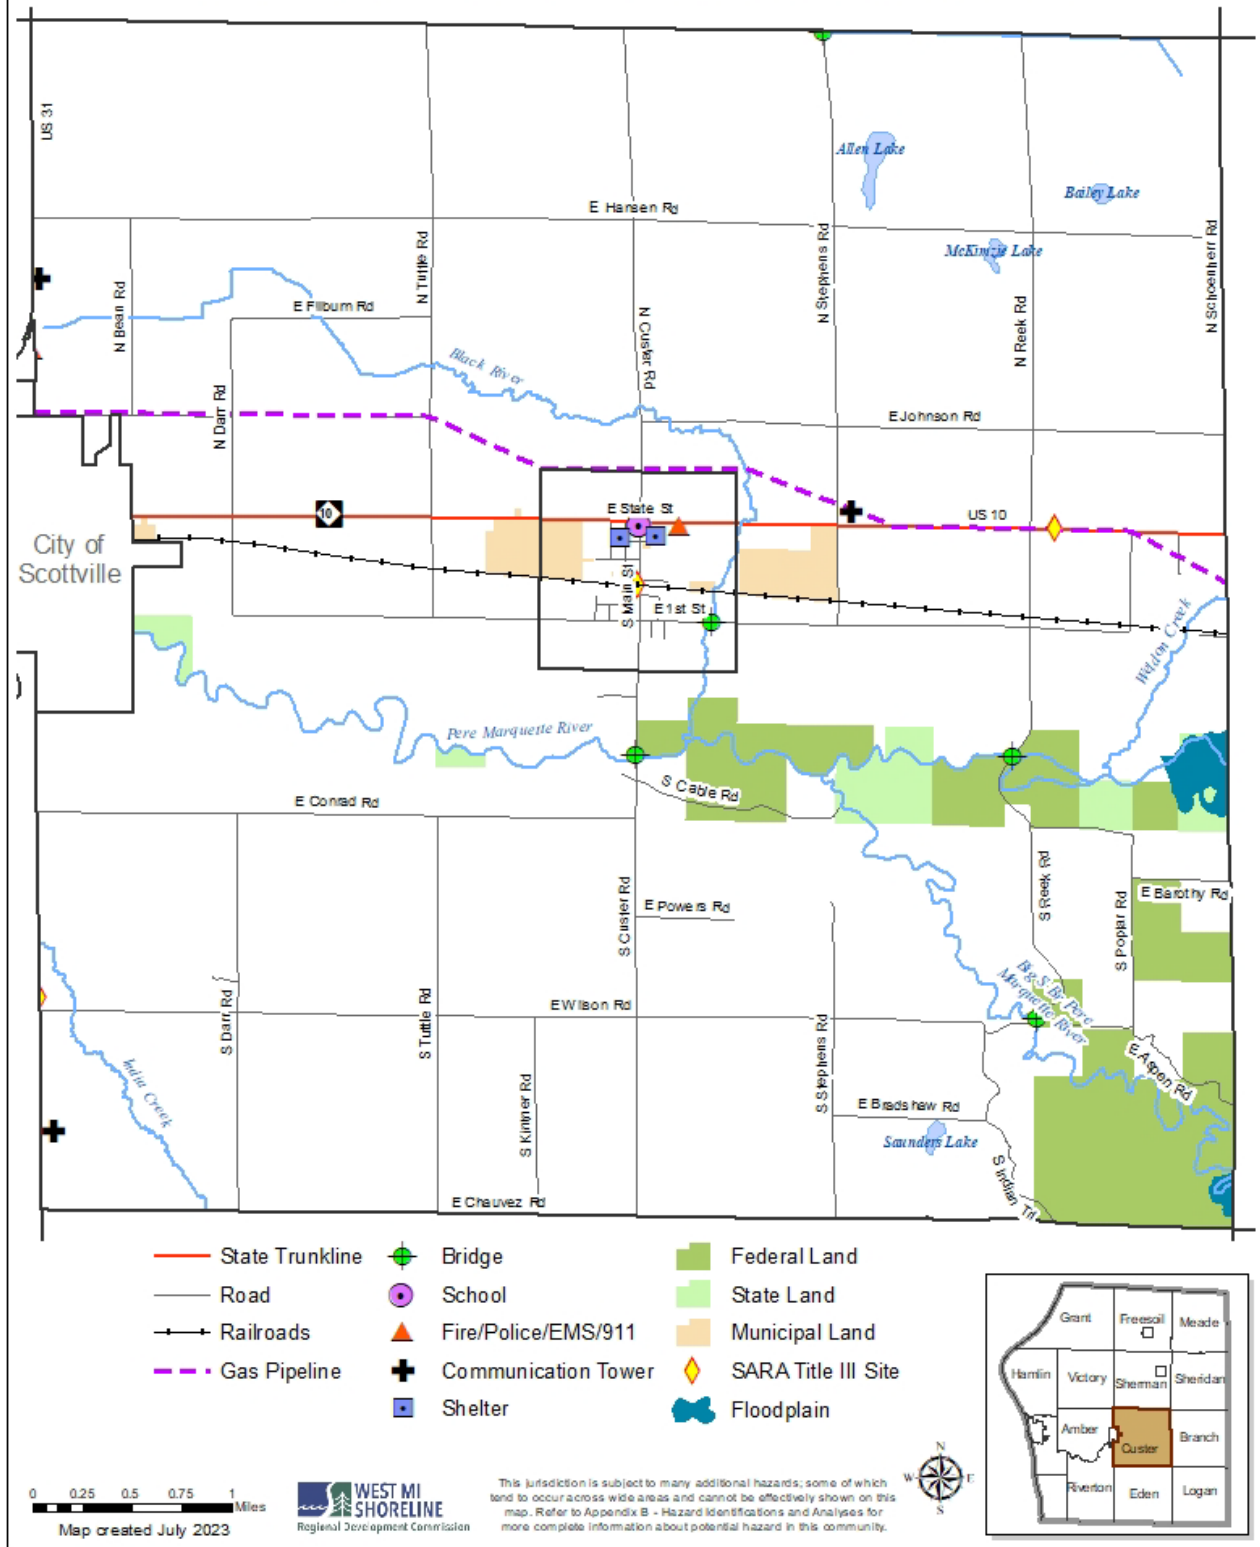 US 31
Allen Lake
Bailey Lake
E Hansen Rd
McKimzie Lake
N Tuttle Rd
N Stephens Rd
N Schoenherr Rd
N Bean Rd
E Filburn Rd
N Reek Rd
N Custer Rd
Black River
N Darr Rd
E Johnson Rd
10
E State St
US 10
City of
Scottville
S Main St
E 1st St
Weldon Creek
Pere Marquette River
S Cable Rd
E Conrad Rd
S Reek Rd
E Barothy Rd
S Custer Rd
E Powers Rd
S Poplar Rd
Big S Br Pere
Marquette River
S Darr Rd
S Tuttle Rd
E Wilson Rd
S Stephens Rd
E Aspen Rd
India Creek
S Kinner Rd
E Bradshaw Rd
Saunders Lake
S Indian Trl
E Chauvez Rd
State Trunkline
Road
Railroads
Gas Pipeline
Bridge
School
Fire/Police/EMS/911
Communication Tower
Shelter
Federal Land
State Land
Municipal Land
SARA Title III Site
Floodplain
Grant
Freesoil
Meade
Hamlin
Victory
Sherman
Sheridan
Amber
Custer
Branch
Riverton
Eden
Logan
0 0.25 0.5 0.75 1
Miles
Map created July 2023
WEST MI
SHORELINE
Regional Development Commission
This jurisdiction is subject to many additional hazards; some of which
tend to occur across wide areas and cannot be effectively shown on this
map. Refer to Appendix B - Hazard Identifications and Analyses for
more complete information about potential hazard in this community.
N
W E
S